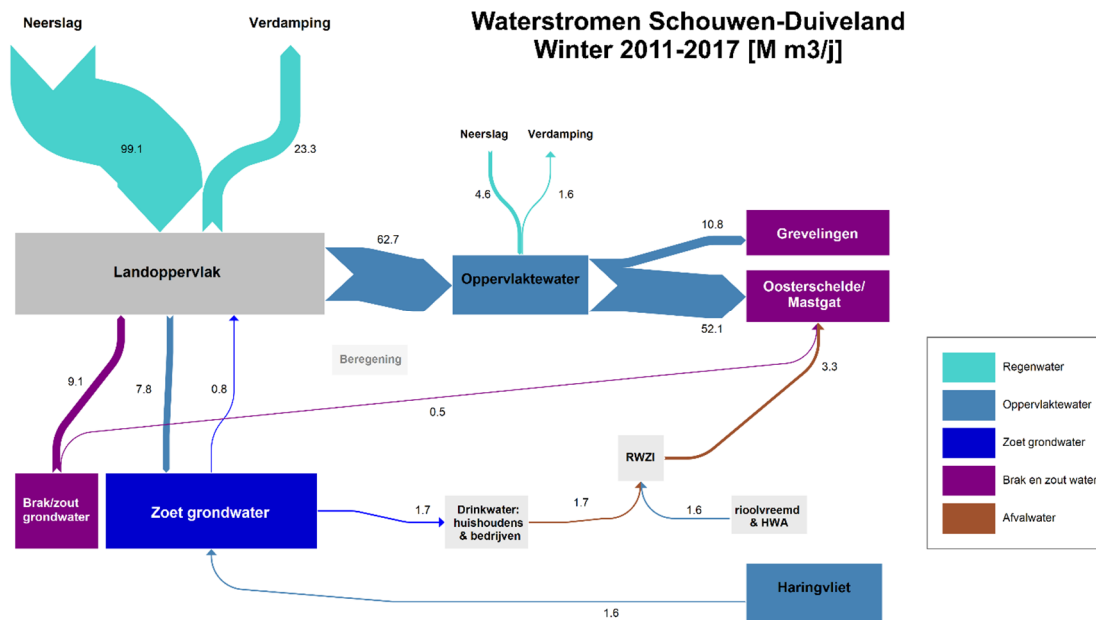 Waterstromen Schouwen-Duiveland
Winter 2011-2017 [M m3/j]
Neerslag
Verdamping
99.1
23.3
Neerslag
Verdamping
4.6
1.6
Landoppervlak
62.7
Oppervlaktewater
10.8
Grevelingen
Oosterschelde/
Mastgat
52.1
Beregening
9.1
7.8
0.8
0.5
3.3
Brak/zout
grondwater
Zoet grondwater
1.7
Drinkwater:
huishoudens
& bedrijven
1.7
RWZI
1.6
rioolvreemd
& HWA
Haringvliet
1.6
Regenwater
Oppervlaktewater
Zoet grondwater
Brak en zout water
Afvalwater